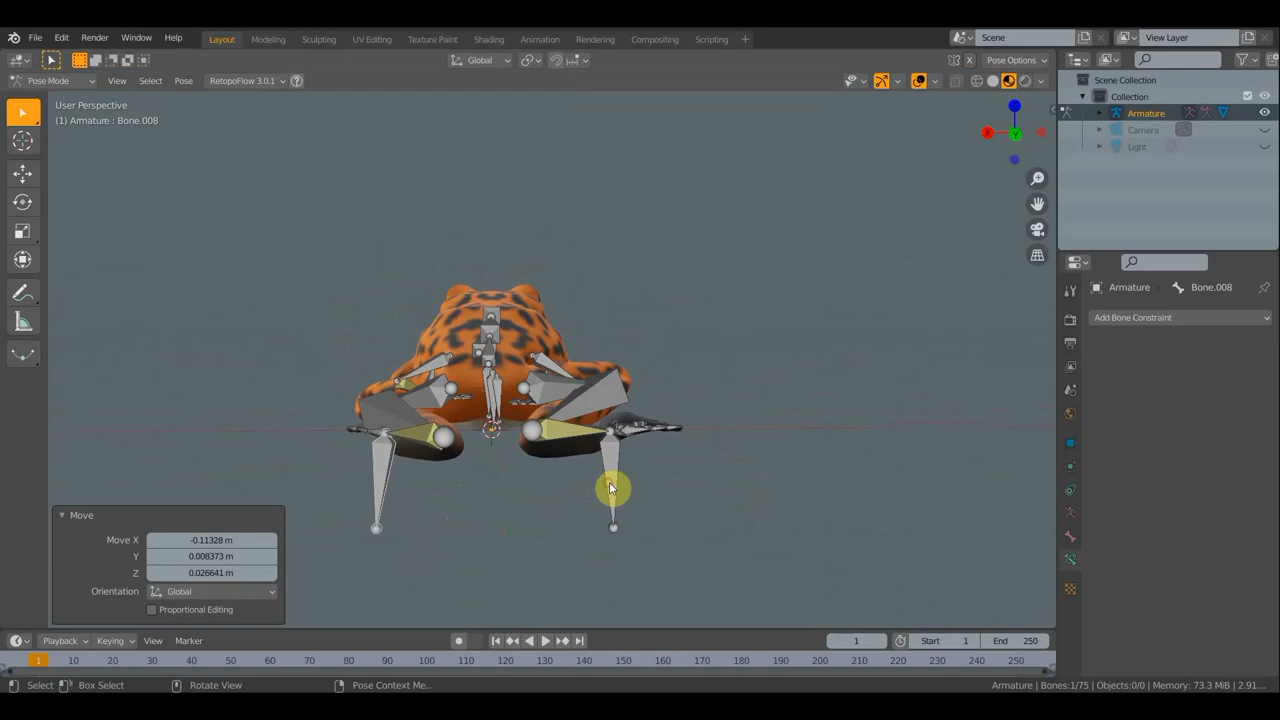 File Edit Render Window Help Layout Modeling Sculpting UV Editing Texture Paint Shading Animation Rendering Compositing Scripting + Scene View Layer
Global X Pose Options
Pose Mode View Select Pose RetopoFlow 3.0.1 ?
User Perspective
(1) Armature : Bone.008
Z
X Y
Scene Collection
Collection
Armature
Camera
Light
Armature Bone.008
Add Bone Constraint
Move
Move X -0.11328 m
Y 0.008373 m
Z 0.026641 m
Orientation Global
Proportional Editing
Playback Keying View Marker 1 Start 1 End 250
1 10 20 30 40 50 60 70 80 90 100 110 120 130 140 150 160 170 180 190 200 210 220 230 240 250
Select Box Select Rotate View Pose Context Me... Armature | Bones:1/75 | Objects:0/0 | Memory: 73.3 MiB | 2.91...